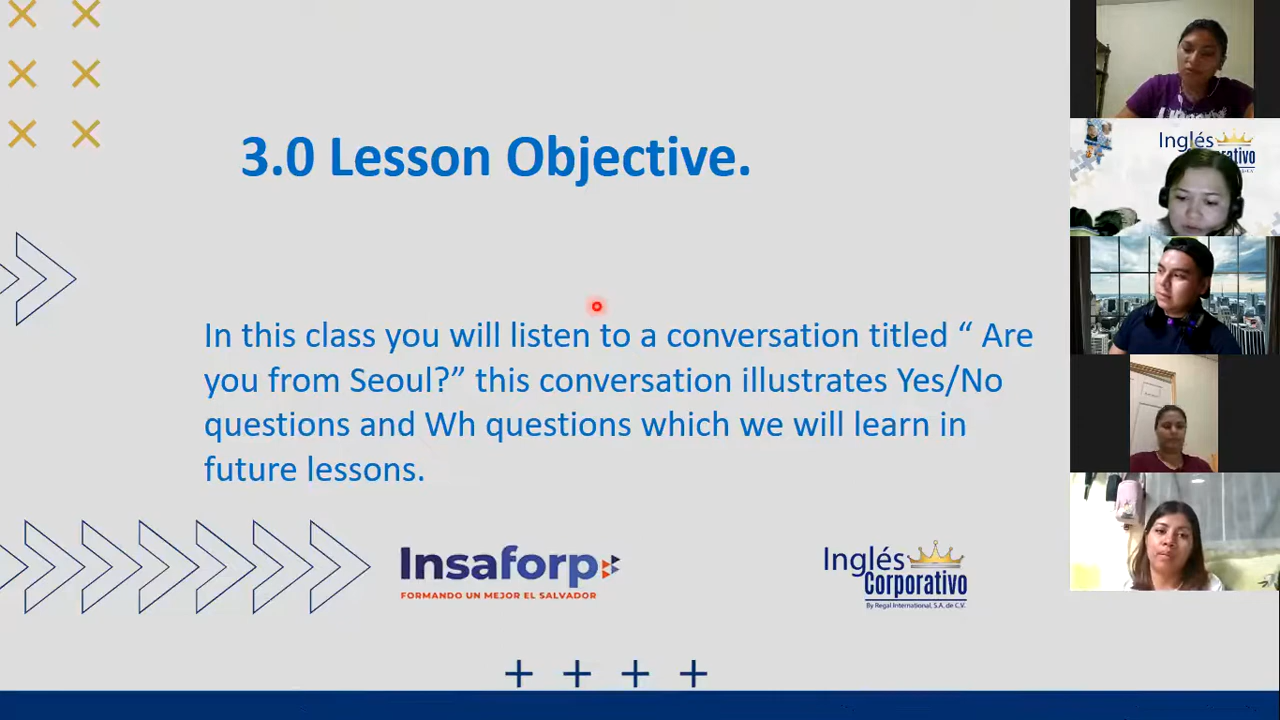 3.0 Lesson Objective.
In this class you will listen to a conversation titled “ Are
you from Seoul?” this conversation illustrates Yes/No
questions and Wh questions which we will learn in
future lessons.
Insaforp
FORMANDO UN MEJOR EL SALVADOR
Inglés
Corporativo
By Regal International, S.A. de C.V.
Inglés